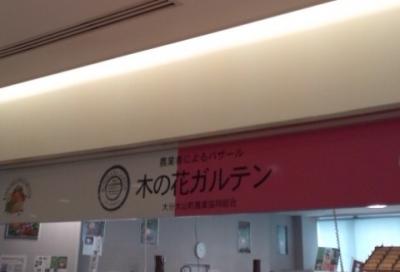 農業者によるバザール
木の花ガルテン
大分大山町農業協同組合